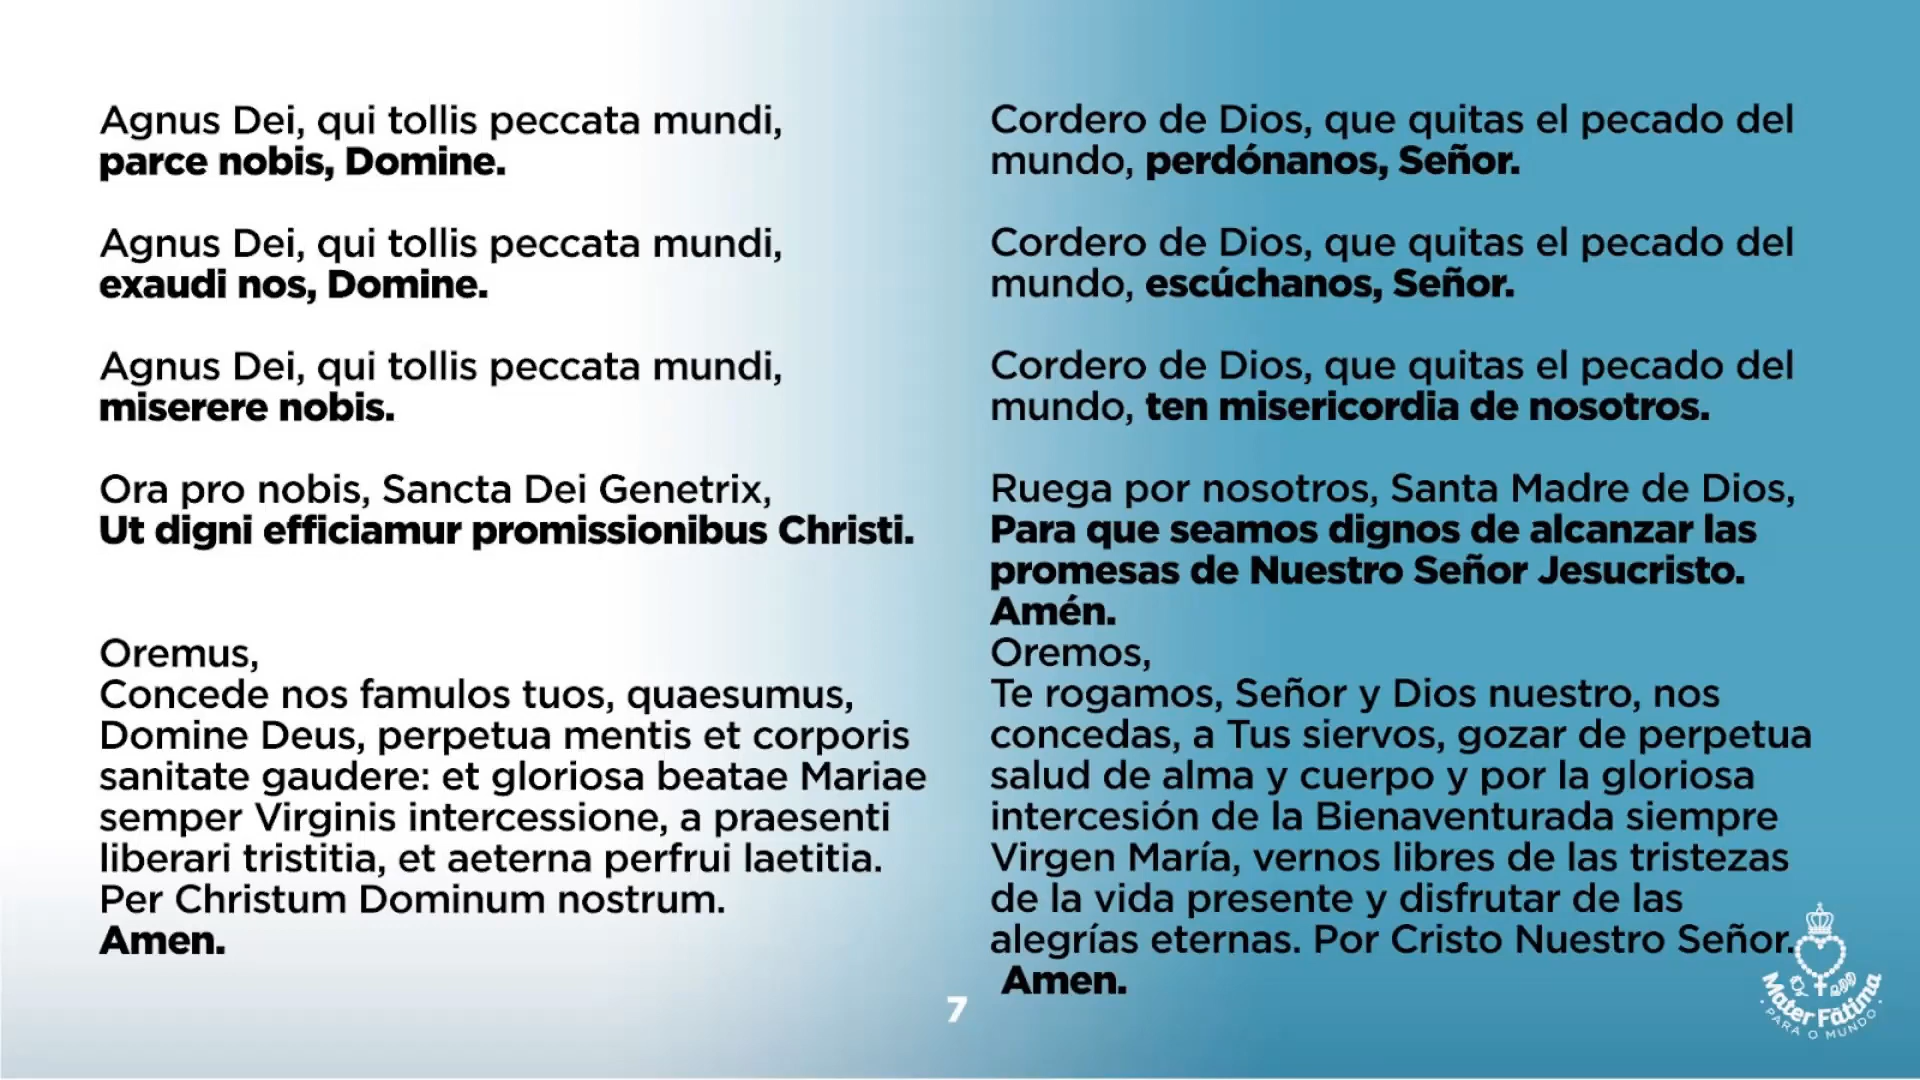 Agnus Dei, qui tollis peccata mundi,
parce nobis, Domine.
Agnus Dei, qui tollis peccata mundi,
exaudi nos, Domine.
Agnus Dei, qui tollis peccata mundi,
miserere nobis.
Ora pro nobis, Sancta Dei Genetrix,
Ut digni efficiamur promissionibus Christi.
Oremus,
Concede nos famulos tuos, quaesumus,
Domine Deus, perpetua mentis et corporis
sanitate gaudere: et gloriosa beatae Mariae
semper Virginis intercessione, a praesenti
liberari tristitia, et aeterna perfrui laetitia.
Per Christum Dominum nostrum.
Amen.
Cordero de Dios, que quitas el pecado del
mundo, perdónanos, Señor.
Cordero de Dios, que quitas el pecado del
mundo, escúchanos, Señor.
Cordero de Dios, que quitas el pecado del
mundo, ten misericordia de nosotros.
Ruega por nosotros, Santa Madre de Dios,
Para que seamos dignos de alcanzar las
promesas de Nuestro Señor Jesucristo.
Amén.
Oremos,
Te rogamos, Señor y Dios nuestro, nos
concedas, a Tus siervos, gozar de perpetua
salud de alma y cuerpo y por la gloriosa
intercesión de la Bienaventurada siempre
Virgen María, vernos libres de las tristezas
de la vida presente y disfrutar de las
alegrías eternas. Por Cristo Nuestro Señor.
Amen.
7
Mater Fátima
PARA O MUNDO